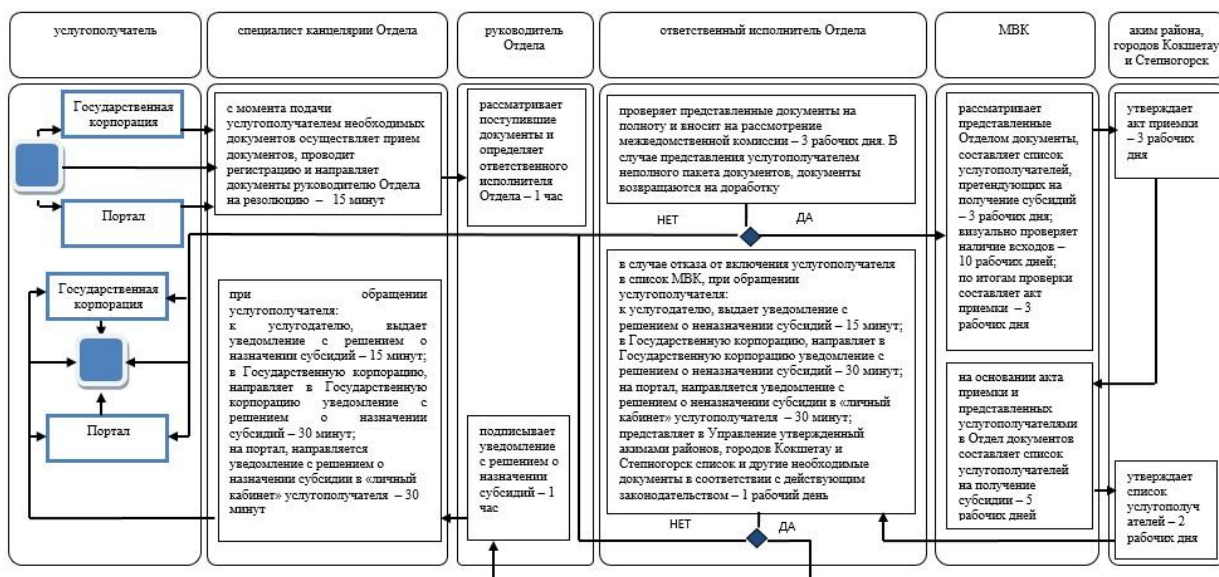 услугополучатель
специалист канцелярии Отдела
руководитель
Отдела
ответственный исполнитель Отдела
МВК
аким района,
городов Кокшетау
и Степногорск
Государственная
корпорация
Портал
с момента подачи
услугополучателем необходимых
документов осуществляет прием
документов, проводит
регистрацию и направляет
документы руководителю Отдела
на резолюцию – 15 минут
рассматривает
поступившие
документы и
определяет
ответственного
исполнителя
Отдела – 1 час
проверяет представленные документы на
полноту и вносит на рассмотрение
межведомственной комиссии – 3 рабочих дня. В
случае представления услугополучателем
неполного пакета документов, документы
возвращаются на доработку
НЕТ
ДА
рассматривает
представленные
Отделом документы,
составляет список
услугополучателей,
претендующих на
получение субсидий
– 3 рабочих дня;
визуально проверяет
наличие всходов –
10 рабочих дней;
по итогам проверки
составляет акт
приемки – 3
рабочих дня
утверждает
акт приемки
– 3 рабочих
дня
Государственная
корпорация
Портал
при обращении
услугополучателя:
к услугодателю, выдает
уведомление с решением о
назначении субсидий – 15 минут;
в Государственную корпорацию,
направляет в Государственную
корпорацию уведомление с
решением о назначении
субсидий – 30 минут;
на портал, направляется
уведомление с решением о
назначении субсидии в «личный
кабинет» услугополучателя – 30
минут
подписывает
уведомление
с решением о
назначении
субсидий – 1
час
в случае отказа от включения услугополучателя
в список МВК, при обращении
услугополучателя:
к услугодателю, выдает уведомление с
решением о неназначении субсидий – 15 минут;
в Государственную корпорацию, направляет в
Государственную корпорацию уведомление с
решением о неназначении субсидий – 30 минут;
на портал, направляется уведомление с
решением о неназначении субсидии в «личный
кабинет» услугополучателя – 30 минут;
представляет в Управление утвержденный
акимами районов, городов Кокшетау и
Степногорск список и другие необходимые
документы в соответствии с действующим
законодательством – 1 рабочий день
НЕТ
ДА
на основании акта
приемки и
представленных
услугополучателями
в Отдел документов
составляет список
услугополучателей
на получение
субсидии – 5
рабочих дней
утверждает
список
услугополуч
ателей – 2
рабочих дня